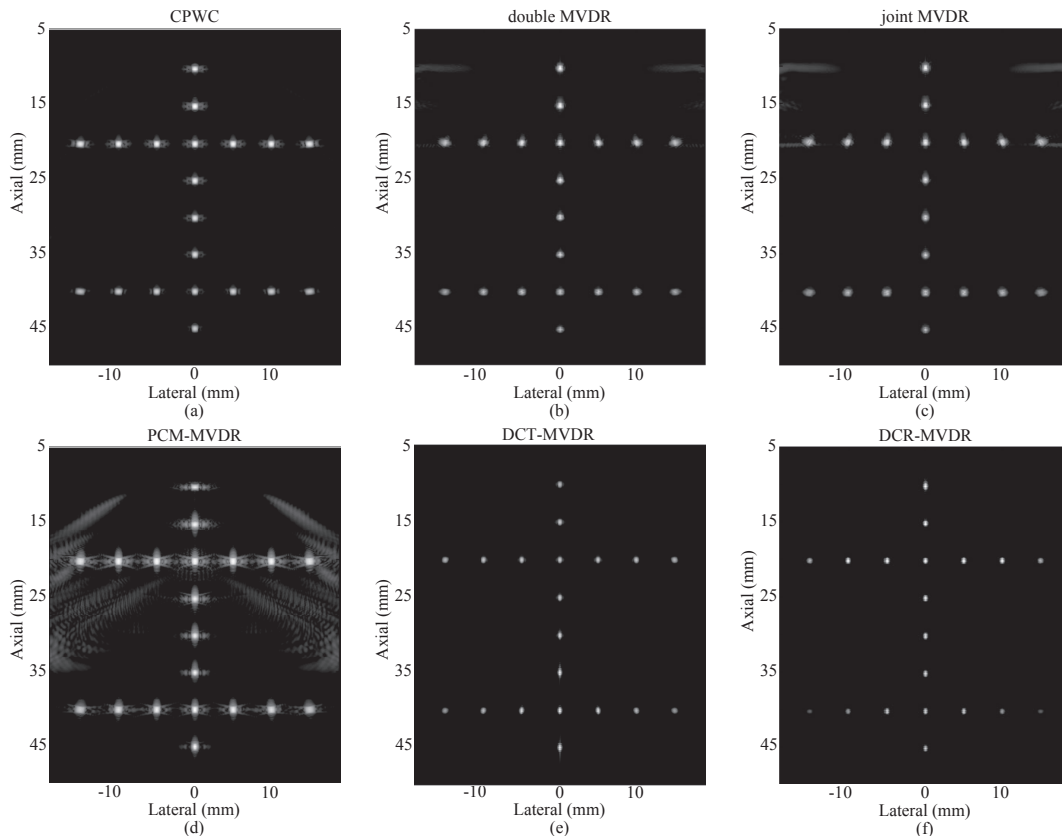 CPWC
double MVDR
joint MVDR
5
15
25
35
45
Axial (mm)
-10
0
10
Lateral (mm)
(a)
5
15
25
35
45
Axial (mm)
-10
0
10
Lateral (mm)
(b)
5
15
25
35
45
Axial (mm)
-10
0
10
Lateral (mm)
(c)
PCM-MVDR
DCT-MVDR
DCR-MVDR
5
15
25
35
45
Axial (mm)
-10
0
10
Lateral (mm)
(d)
5
15
25
35
45
Axial (mm)
-10
0
10
Lateral (mm)
(e)
5
15
25
35
45
Axial (mm)
-10
0
10
Lateral (mm)
(f)